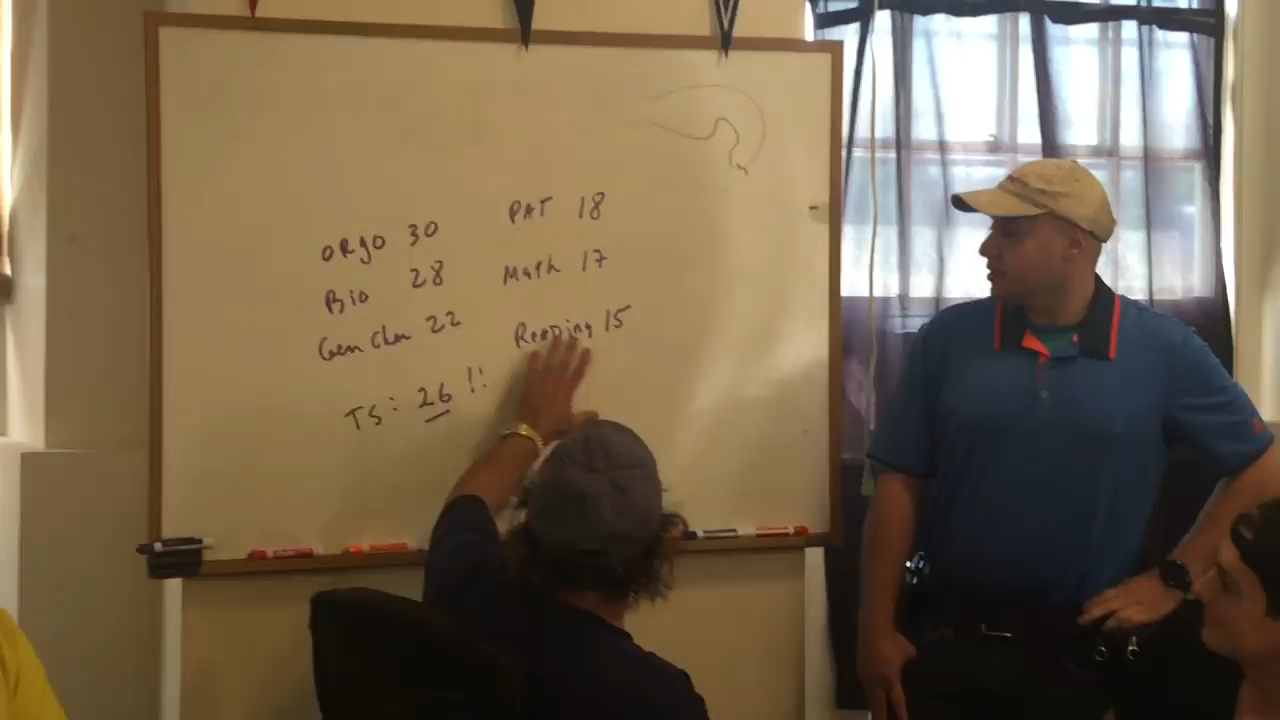 ORgO 30
Bio 28
Gen Chem 22
TS: 26 !!
PAT 18
Math 17
ReaDing 15